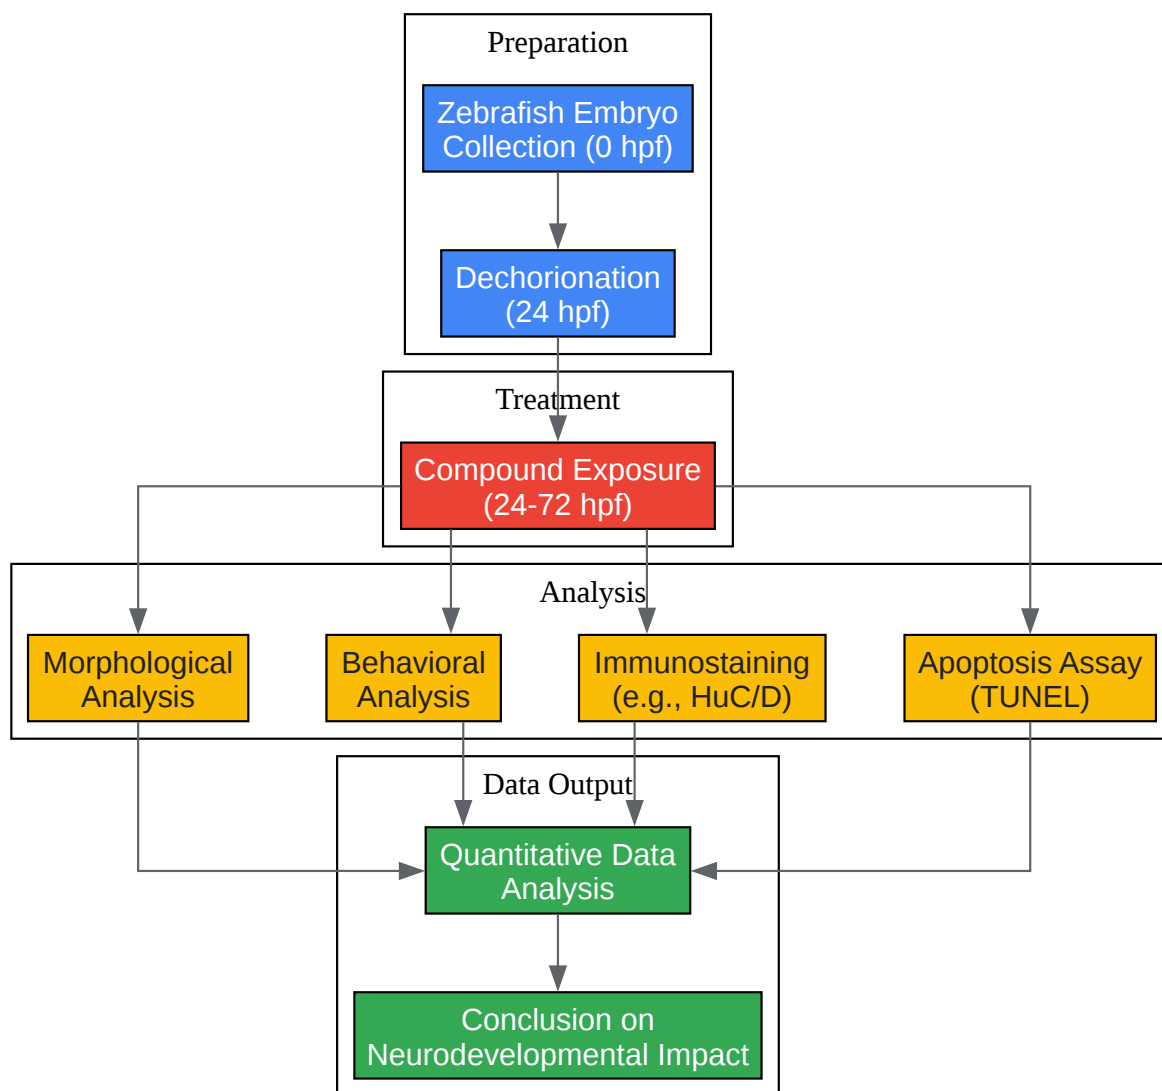 Preparation
Zebrafish Embryo
Collection (0 hpf)
Dechorionation
(24 hpf)
Treatment
Compound Exposure
(24-72 hpf)
Analysis
Morphological
Analysis
Behavioral
Analysis
Immunostaining
(e.g., HuC/D)
Apoptosis Assay
(TUNEL)
Data Output
Quantitative Data
Analysis
Conclusion on
Neurodevelopmental Impact